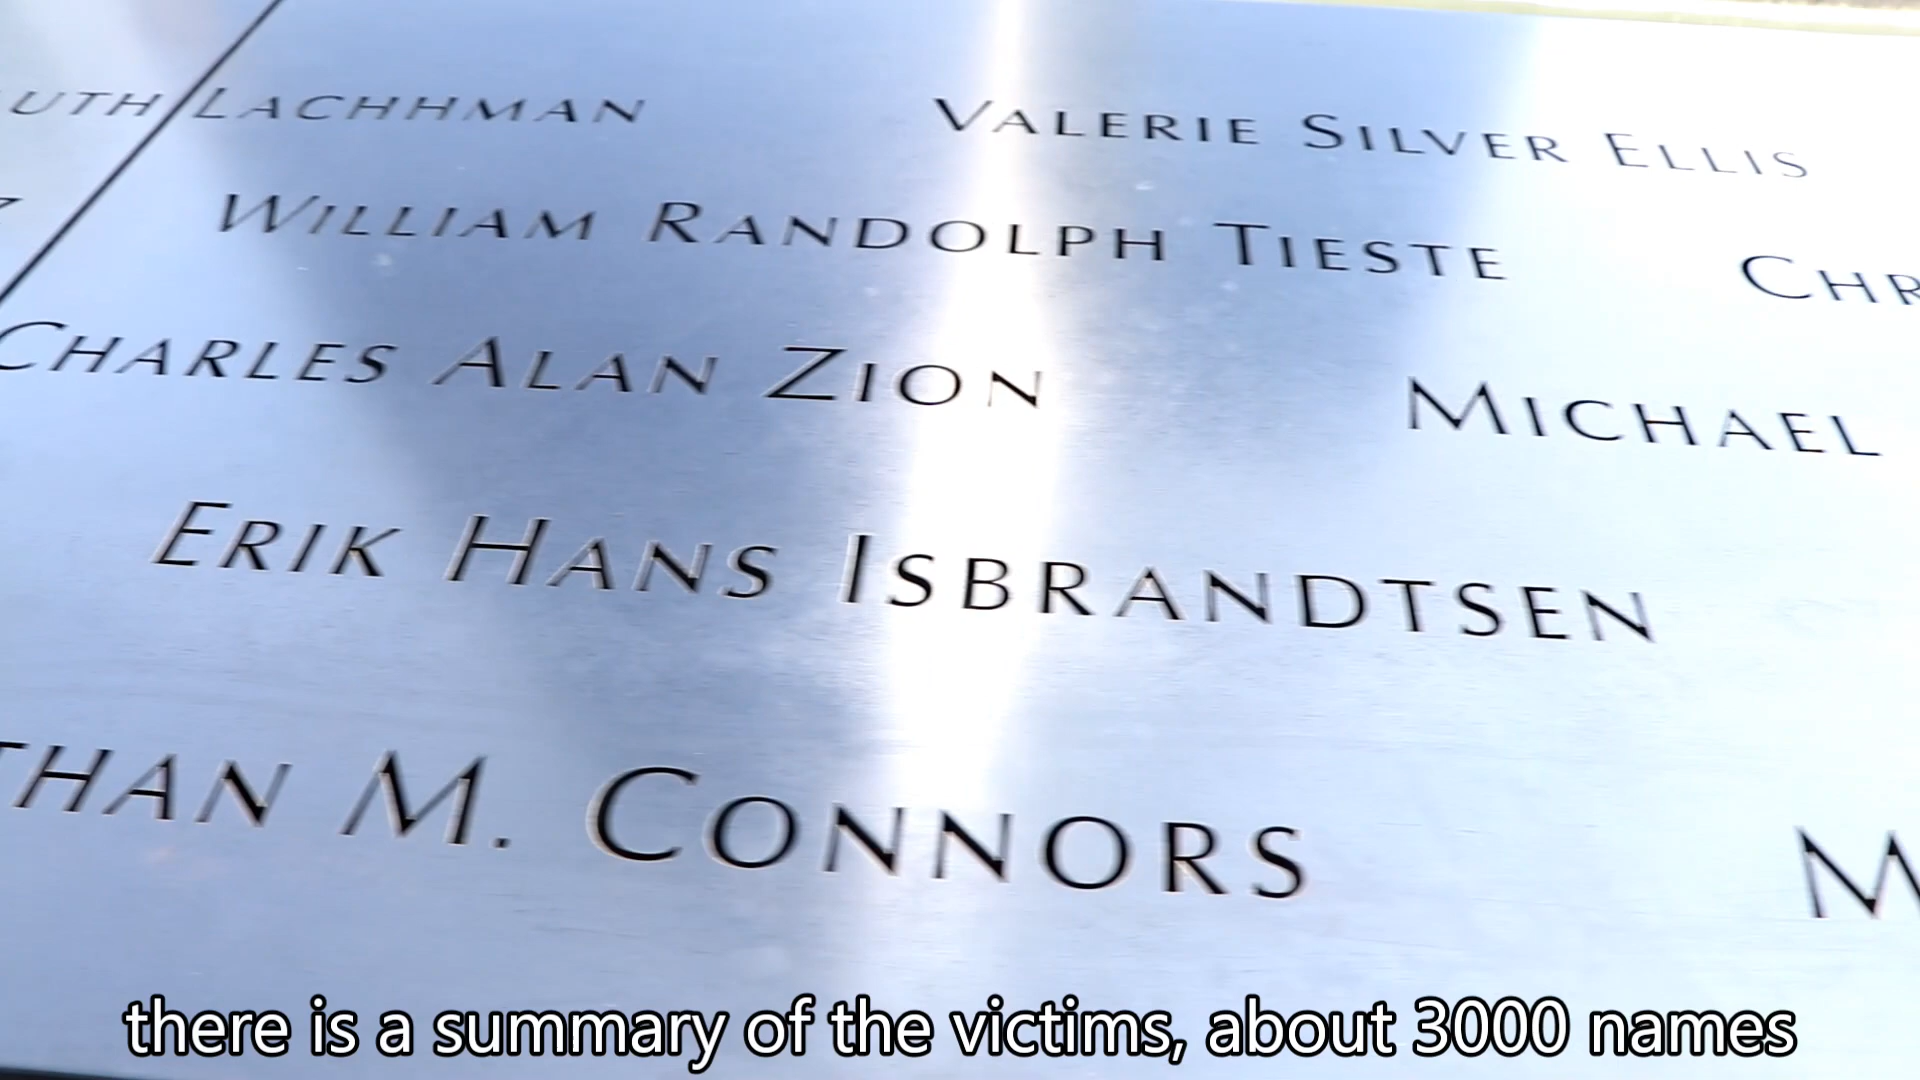 LACHHMAN VALERIE SILVER ELLIS
WILLIAM RANDOLPH TIESTE
CHARLES ALAN ZION MICHAEL
ERIK HANS ISBRANDTSEN
M. CONNORS
there is a summary of the victims, about 3000 names